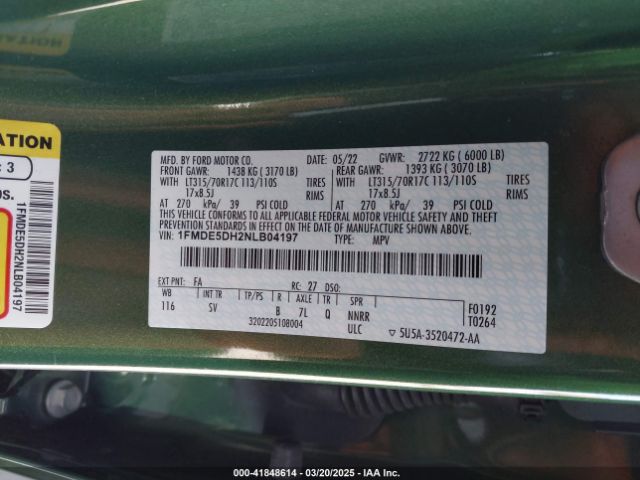 NOITAN
ATION
: 3
os.
1FMDE5DH2NLB04197
MFD. BY FORD MOTOR CO. 05/22 GVWR: 2722 KG ( 6000 LB)
FRONT GAWR: 1438 KG ( 3170 LB) REAR GAWR: 1393 KG ( 3070 LB)
WITH LT315/70R17C 113/110S TIRES WITH LT315/70R17C 113/110S TIRES
17x8.5J RIMS 17x8.5J RIMS
AT 270 kPa/ 39 PSI COLD AT 270 kPa/ 39 PSI COLD
THIS VEHICLE CONFORMS TO ALL APPLICABLE FEDERAL MOTOR VEHICLE SAFETY AND BUMPER
STANDARDS IN EFFECT ON THE DATE OF MANUFACTURE SHOWN ABOVE.
VIN: 1FMDE5DH2NLB04197 TYPE: MPV
EXT PNT: FA RC: 27 DSO:
WB INT TR TP/PS R AXLE TR SPR
116 SV B 7L Q NNRR
ULC
F0192
T0264
320220510B004
5U5A-3520472-AA
000-41848614 — 03/20/2025 — IAA Inc.